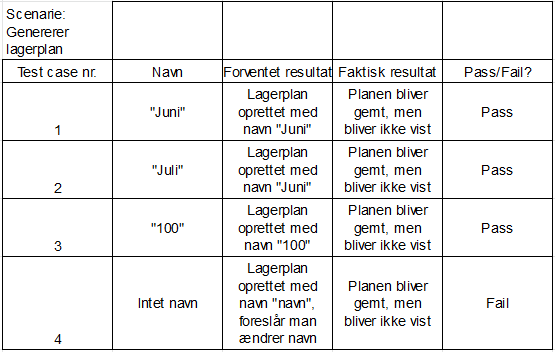 Scenarie:
Genererer
lagerplan
Test case nr. Navn Forventet resultat Faktisk resultat Pass/Fail?
1 "Juni" Lagerplan oprettet med navn "Juni" Planen bliver gemt, men bliver ikke vist Pass
2 "Juli" Lagerplan oprettet med navn "Juni" Planen bliver gemt, men bliver ikke vist Pass
3 "100" Lagerplan oprettet med navn "100" Planen bliver gemt, men bliver ikke vist Pass
4 Intet navn Lagerplan oprettet med navn "navn", foreslår man ændrer navn Planen bliver gemt, men bliver ikke vist Fail